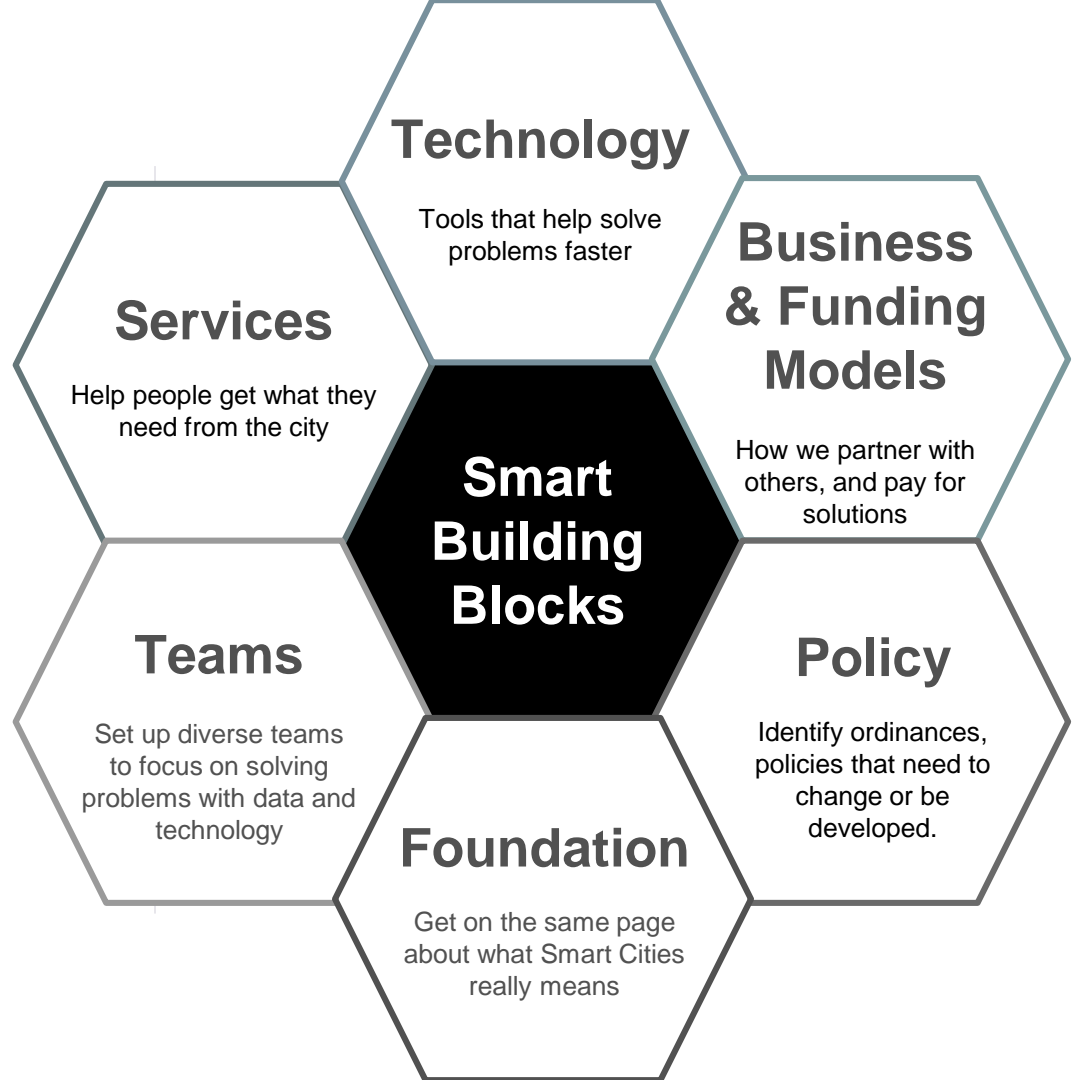 Technology
Tools that help solve
problems faster
Business
& Funding
Models
How we partner with
others, and pay for
solutions
Services
Help people get what they
need from the city
Smart
Building
Blocks
Teams
Set up diverse teams
to focus on solving
problems with data and
technology
Policy
Identify ordinances,
policies that need to
change or be
developed.
Foundation
Get on the same page
about what Smart Cities
really means